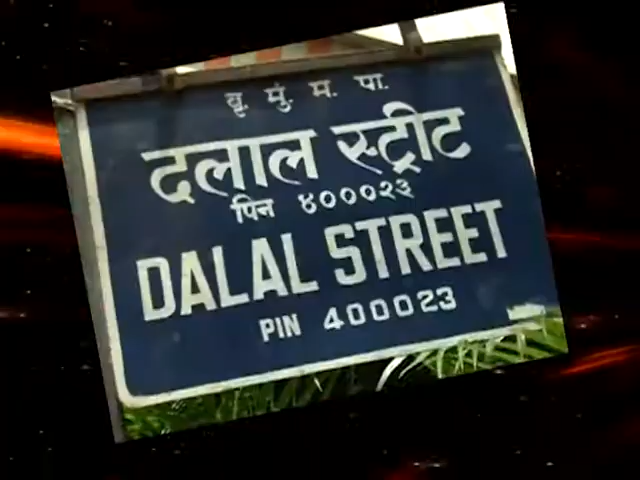 बृ. मुं. म. पा.
दलाल स्ट्रीट
पिन ४०००२३
DALAL STREET
PIN 400023